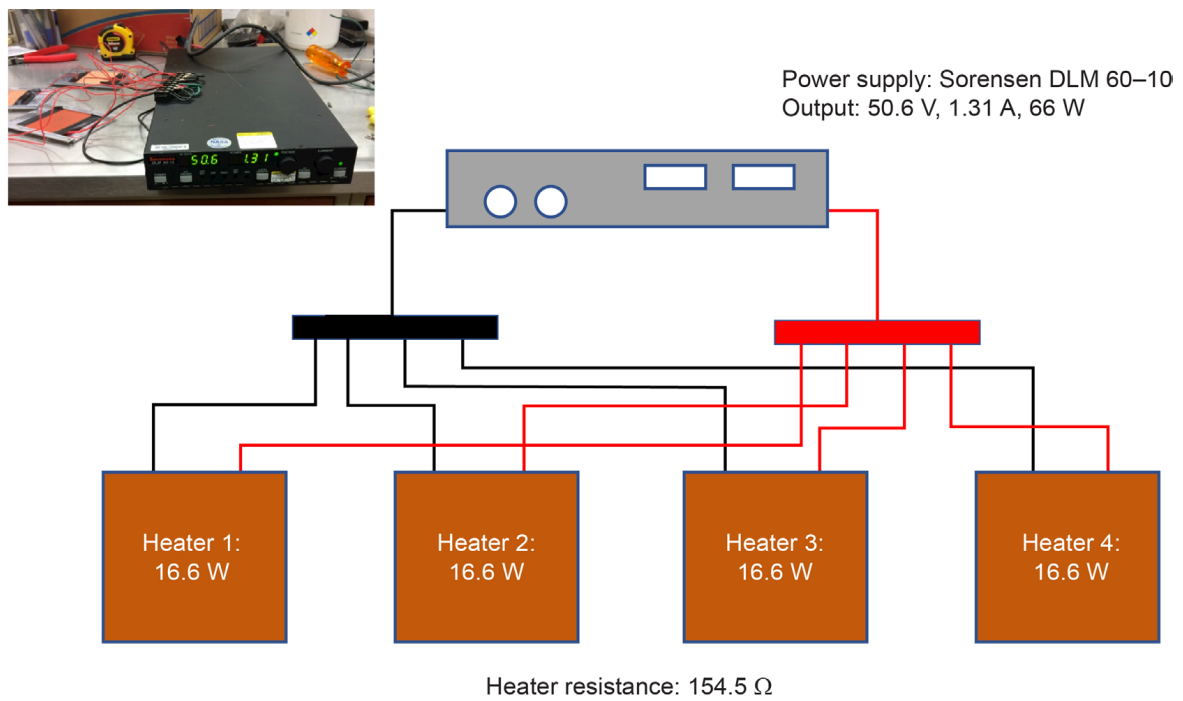 50.6 1.31
NASA
Power supply: Sorensen DLM 60–10
Output: 50.6 V, 1.31 A, 66 W
Heater 1:
16.6 W
Heater 2:
16.6 W
Heater 3:
16.6 W
Heater 4:
16.6 W
Heater resistance: 154.5 Ω